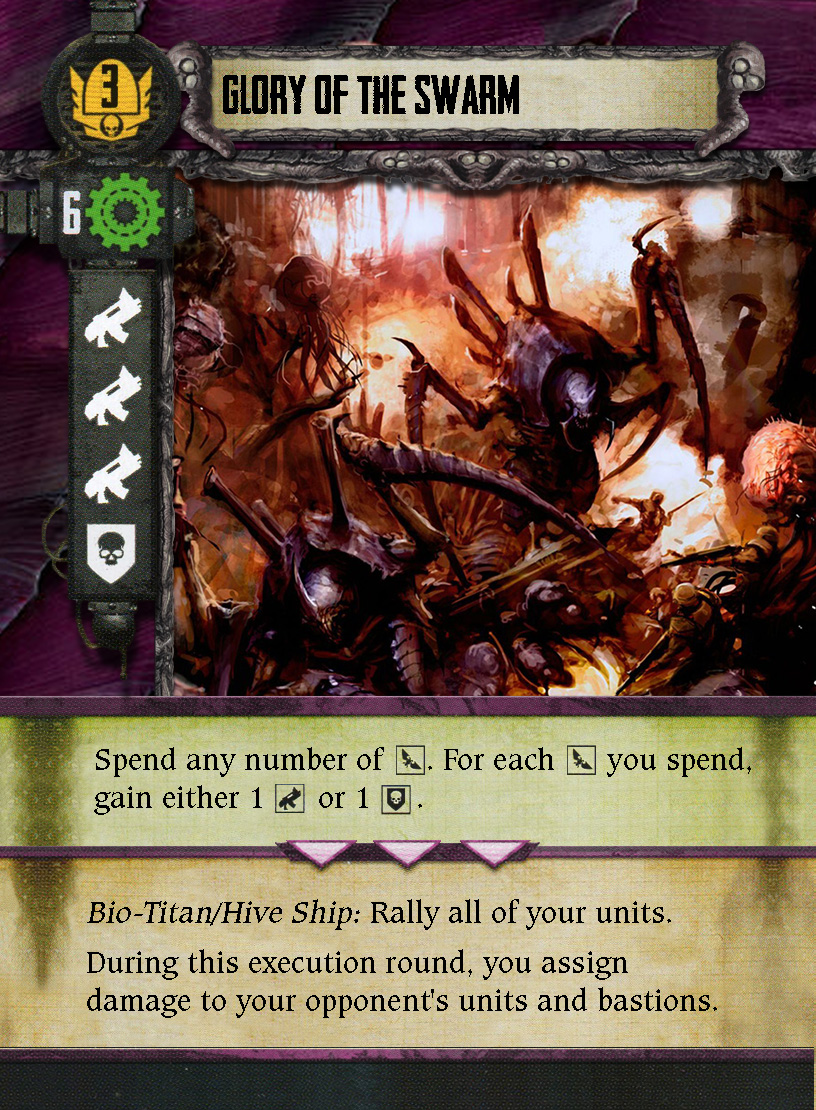 3
GLORY OF THE SWARM
6
Spend any number of . For each you spend,
gain either 1 or 1 .
Bio-Titan/Hive Ship: Rally all of your units.
During this execution round, you assign
damage to your opponent's units and bastions.